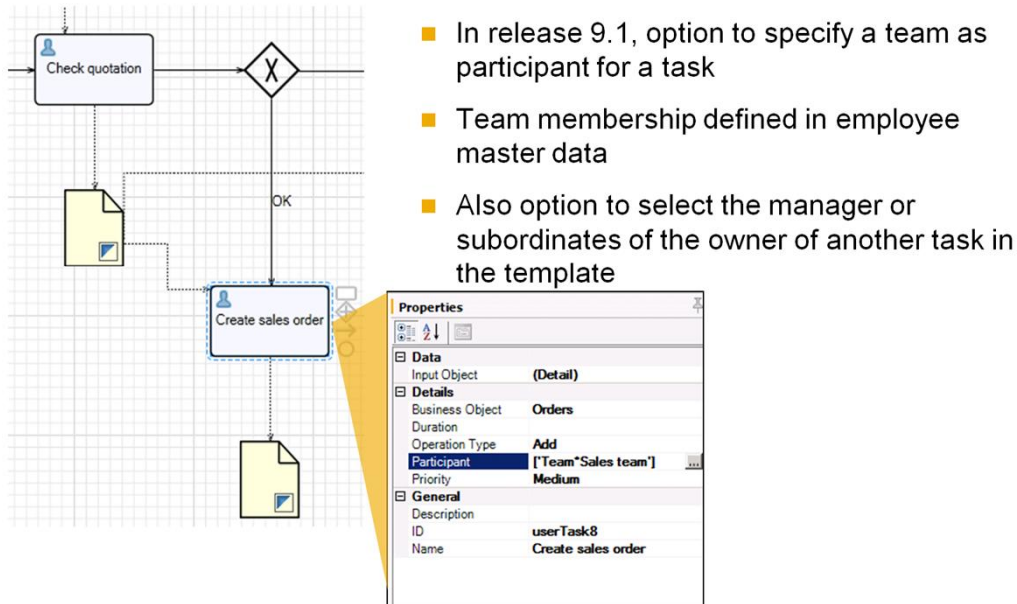 Check quotation
X
OK
Create sales order
In release 9.1, option to specify a team as
participant for a task
Team membership defined in employee
master data
Also option to select the manager or
subordinates of the owner of another task in
the template
Properties
Data
Input Object (Detail)
Details
Business Object Orders
Duration
Operation Type Add
Participant ['Team*Sales team'] ...
Priority Medium
General
Description
ID userTask8
Name Create sales order